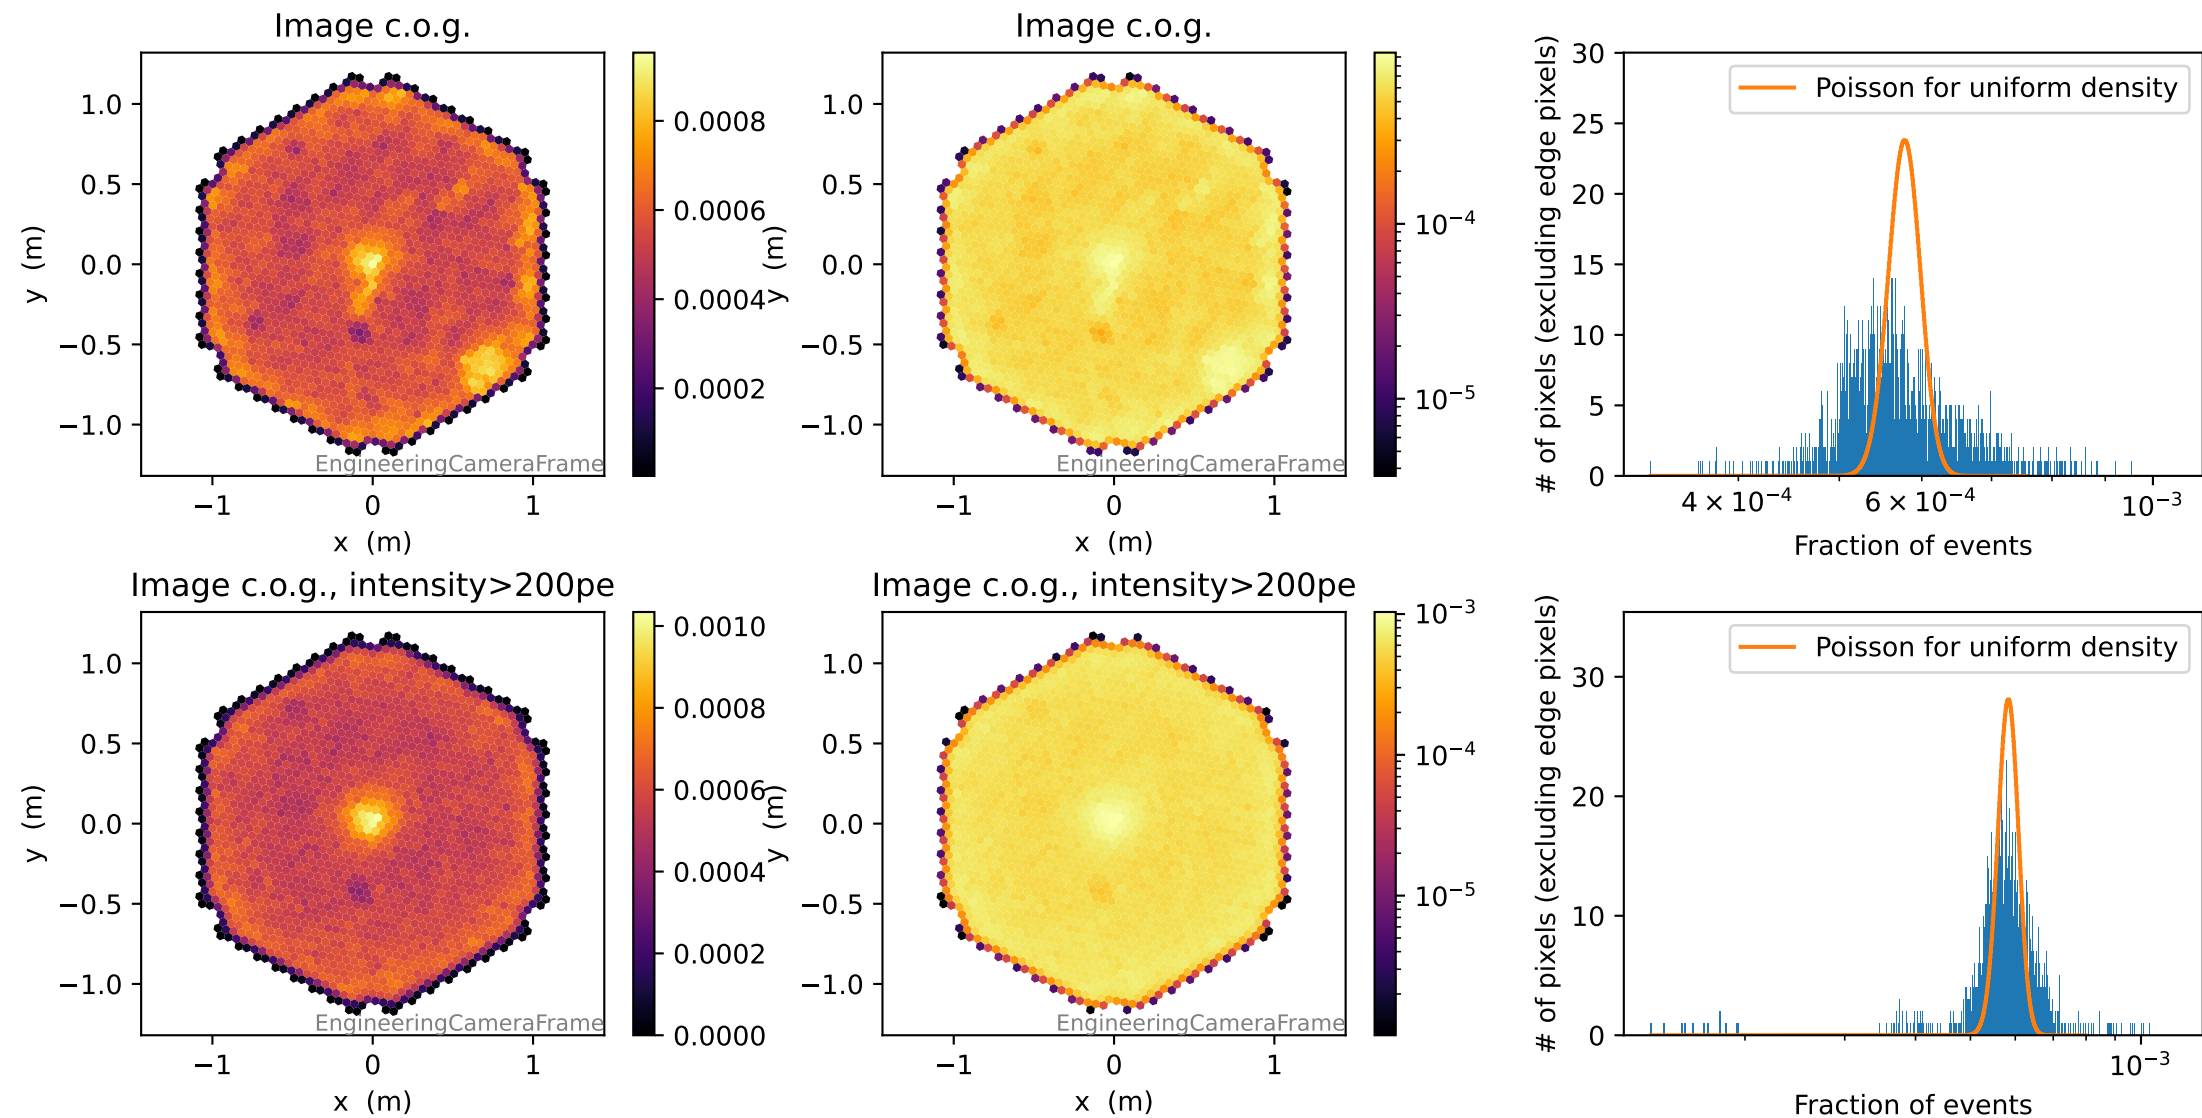 Image c.o.g.
y (m)
1.0
0.5
0.0
−0.5
−1.0
−1
0
1
x (m)
EngineeringCameraFrame
0.0008
0.0006
0.0004
0.0002
Image c.o.g.
y (m)
1.0
0.5
0.0
−0.5
−1.0
−1
0
1
x (m)
EngineeringCameraFrame
10⁻⁴
10⁻⁵
# of pixels (excluding edge pixels)
30
25
20
15
10
5
0
Poisson for uniform density
4 × 10⁻⁴
6 × 10⁻⁴
10⁻³
Fraction of events
Image c.o.g., intensity>200pe
y (m)
1.0
0.5
0.0
−0.5
−1.0
−1
0
1
x (m)
EngineeringCameraFrame
0.0010
0.0008
0.0006
0.0004
0.0002
0.0000
Image c.o.g., intensity>200pe
y (m)
1.0
0.5
0.0
−0.5
−1.0
−1
0
1
x (m)
EngineeringCameraFrame
10⁻³
10⁻⁴
10⁻⁵
# of pixels (excluding edge pixels)
30
20
10
0
Poisson for uniform density
10⁻³
Fraction of events